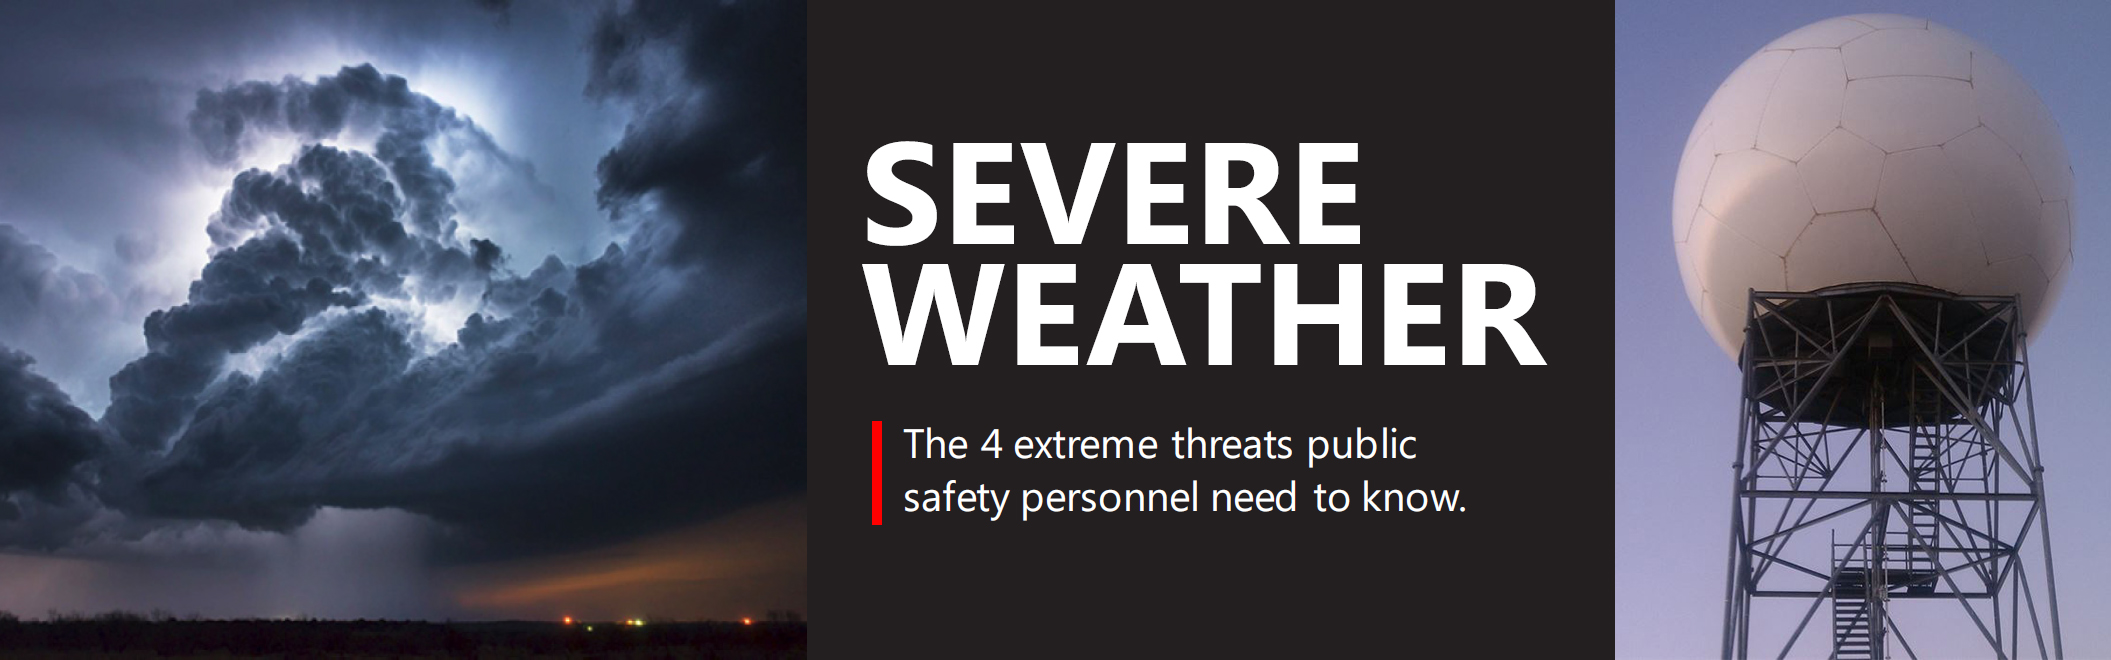 SEVERE
WEATHER
The 4 extreme threats public
safety personnel need to know.